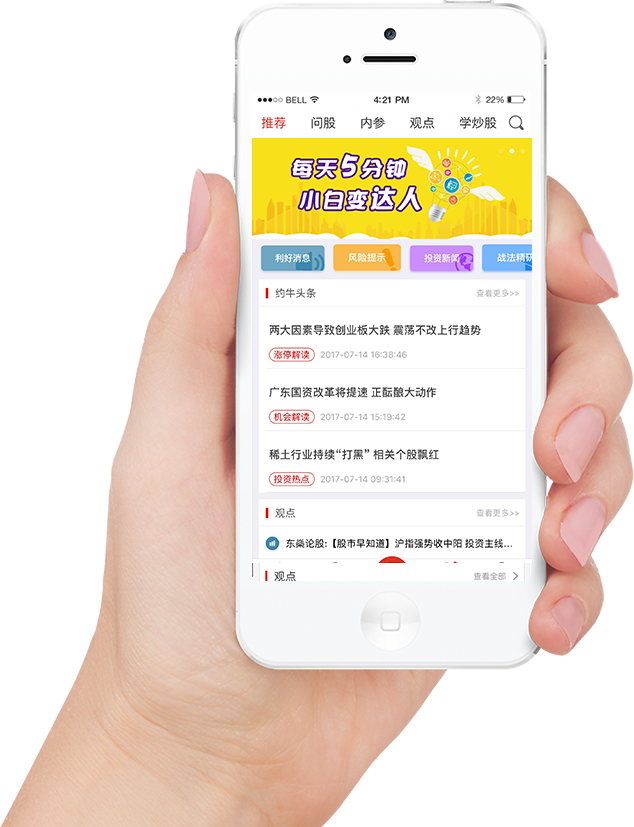 BELL 4:21 PM 22%
推荐 问股 内参 观点 学炒股
每天5分钟
小白变达人
利好消息 风险提示 投资新闻 战法精研
约牛头条 查看更多>>
两大因素导致创业板大跌 震荡不改上行趋势
涨停解读 2017-07-14 16:38:46
广东国资改革将提速 正酝酿大动作
机会解读 2017-07-14 15:19:42
稀土行业持续“打黑” 相关个股飘红
投资热点 2017-07-14 09:31:41
观点 查看更多>>
东燊论股:【股市早知道】沪指强势收中阳 投资主线...
观点 查看全部 >